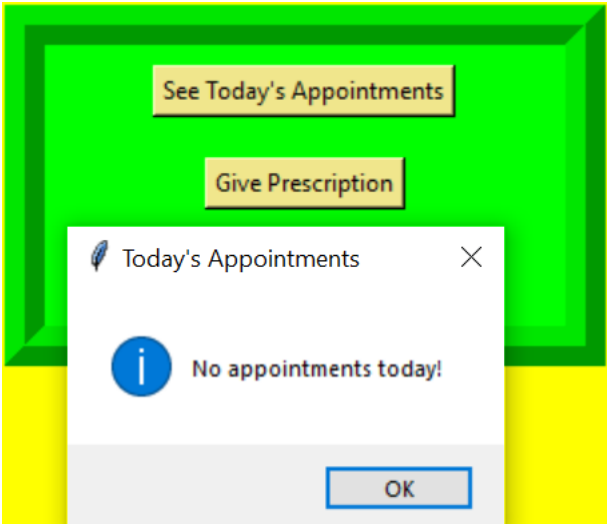 See Today's Appointments
Give Prescription
Today's Appointments
No appointments today!
OK